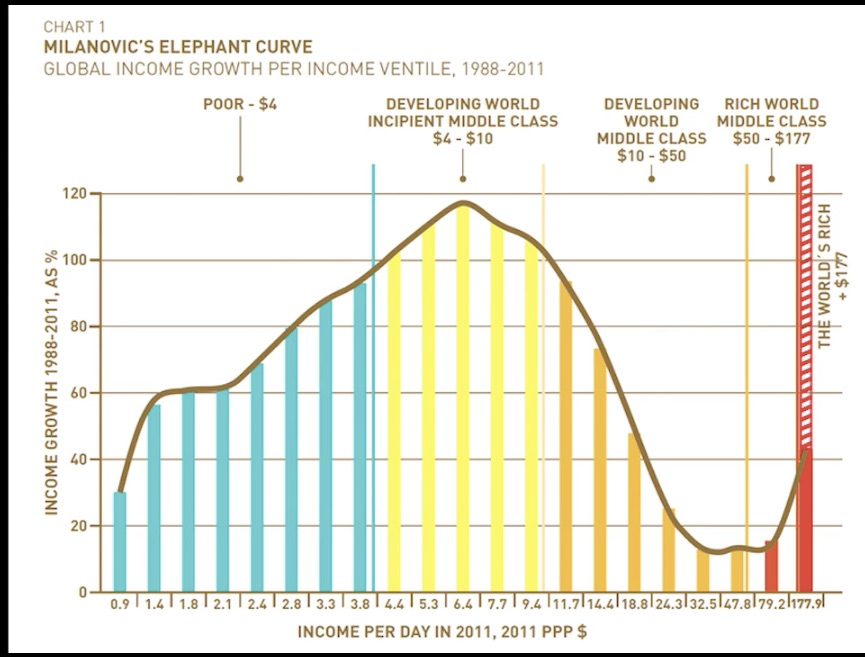 CHART 1
MILANOVIC'S ELEPHANT CURVE
GLOBAL INCOME GROWTH PER INCOME VENTILE, 1988-2011
POOR - $4
DEVELOPING WORLD
INCIPIENT MIDDLE CLASS
$4 - $10
DEVELOPING
WORLD
MIDDLE CLASS
$10 - $50
RICH WORLD
MIDDLE CLASS
$50 - $177
THE WORLD´S RICH
+ $177
INCOME GROWTH 1988-2011, AS %
120
100
80
60
40
20
0
0.9 1.4 1.8 2.1 2.4 2.8 3.3 3.8 4.4 5.3 6.4 7.7 9.4 11.7 14.4 18.8 24.3 32.5 47.8 79.2 177.9
INCOME PER DAY IN 2011, 2011 PPP $